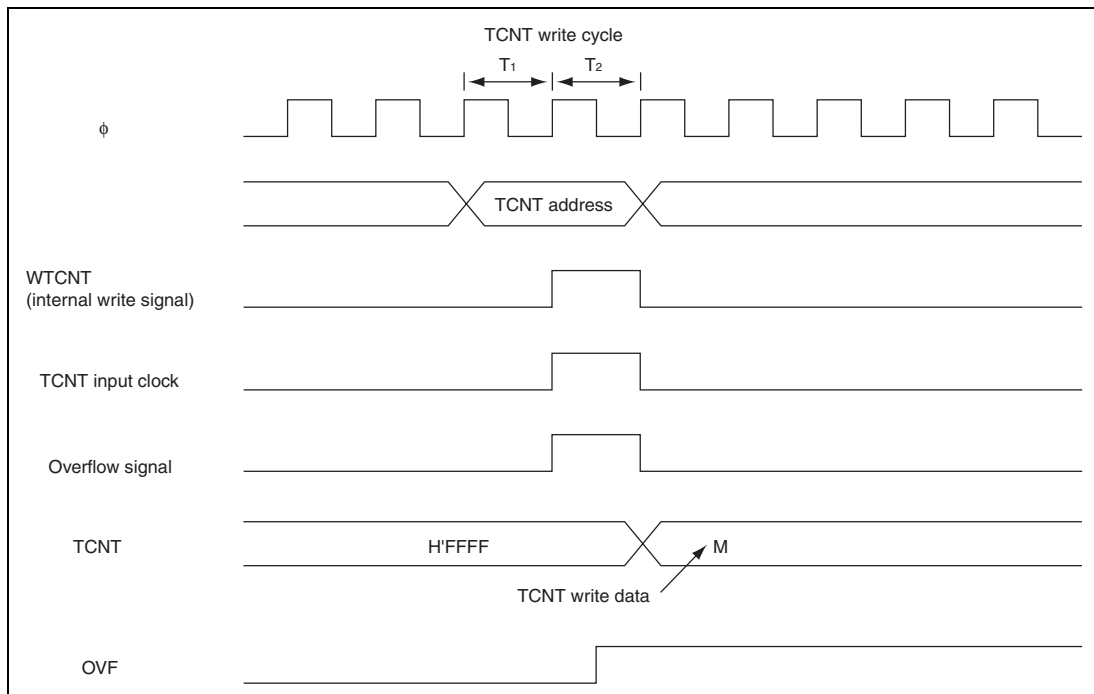 TCNT write cycle
T1 T2
ϕ
TCNT address
WTCNT
(internal write signal)
TCNT input clock
Overflow signal
TCNT H'FFFF M
TCNT write data
OVF